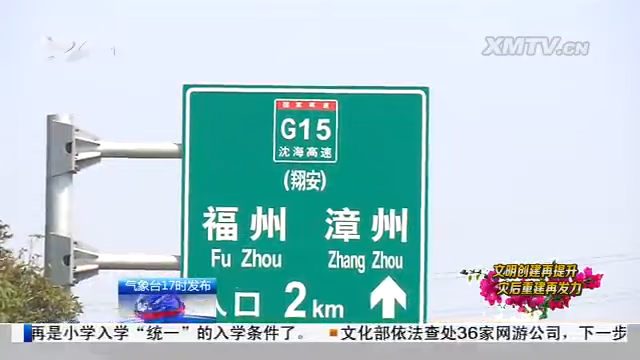 XMTV.CN
国家高速
G15
沈海高速
(翔安)
福州 漳州
Fu Zhou Zhang Zhou
入口 2km
气象台17时发布
文明创建再提升
灾后重建再发力
再是小学入学“统一”的入学条件了。 文化部依法查处36家网游公司，下一步